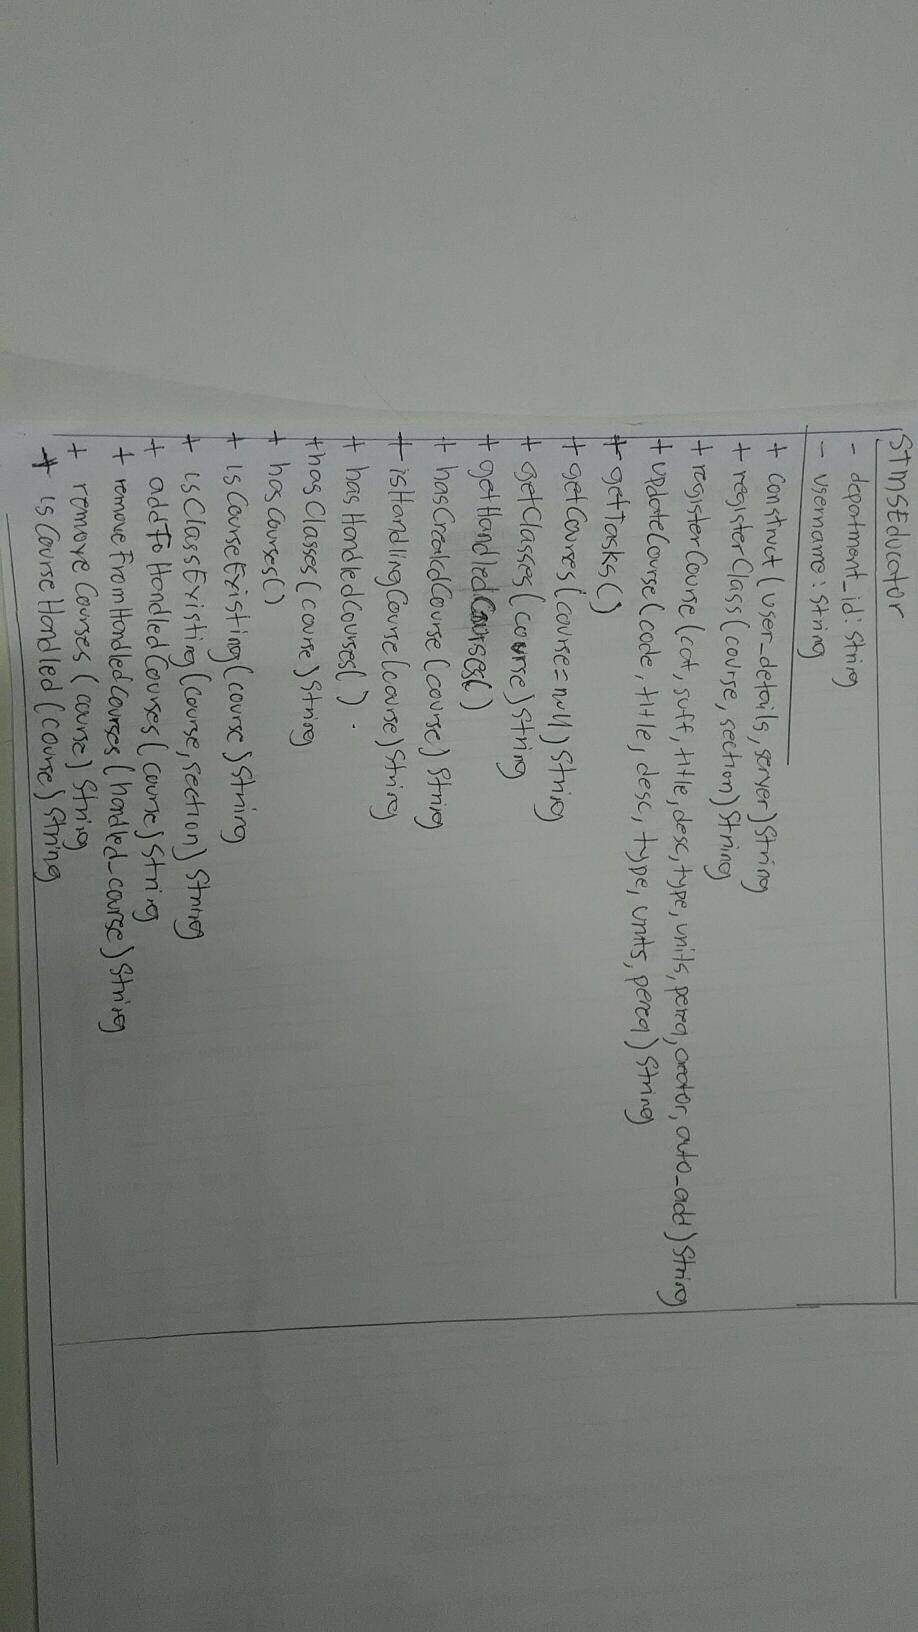 StmsEducator
- department_id: String
- username: String
+ construct(user_details, server) String
+ registerClass(course, section) String
+ registerCourse(cat, suff, title, desc, type, units, pereq, creator, auto_add) String
+ updateCourse(code, title, desc, type, units, pereq) String
+ getTasks()
+ getCourses(course=null) String
+ getClasses(course) String
+ getHandledCourses()
+ hasCreatedCourse(course) String
+ isHandlingCourse(course) String
+ hasHandledCourses()
+ hasClasses(course) String
+ hasCourses()
+ isCourseExisting(course) String
+ isClassExisting(course, section) String
+ addToHandledCourses(course) String
+ removeFromHandledCourses(handled_course) String
+ removeCourses(course) String
+ isCourseHandled(course) String